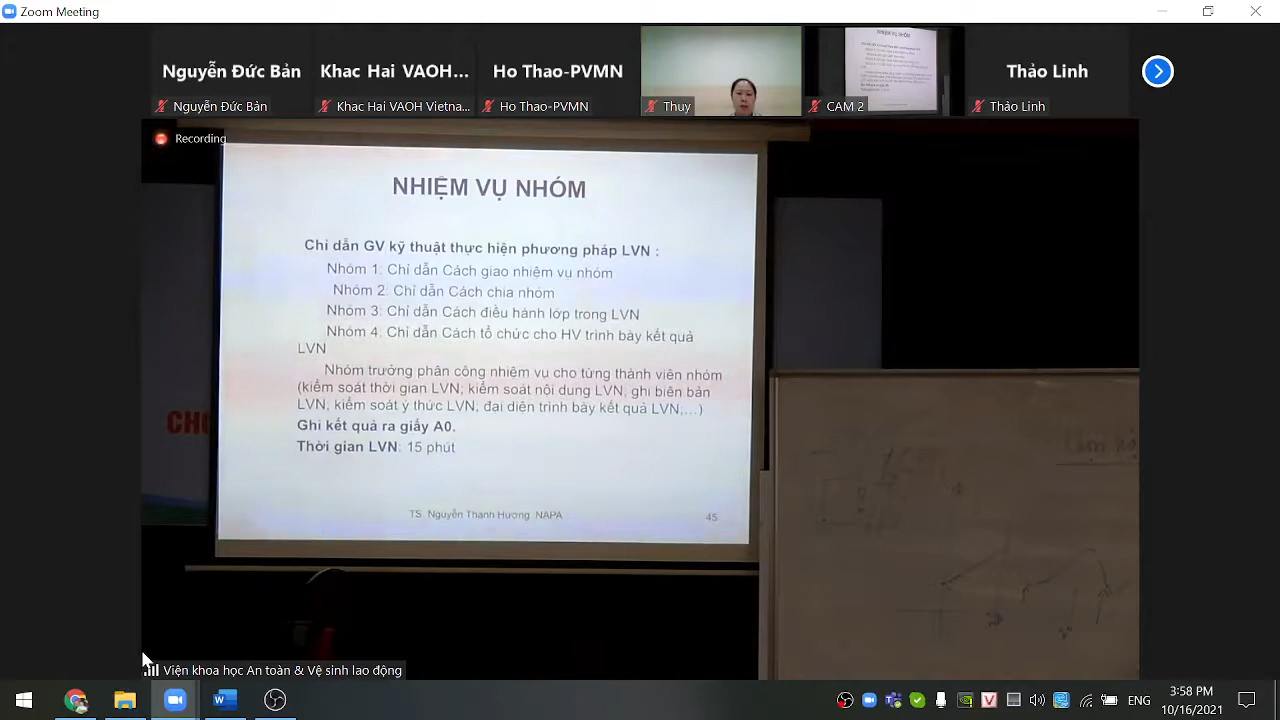 Zoom Meeting
Nguyễn Đức Bản
Khac Hai VAOH...
Ho Thao-PVMN
Thảo Linh
Nguyễn Đức Bản
Khac Hai VAOH Vietna...
Ho Thao-PVMN
Thuy
CAM 2
Thảo Linh
Recording
NHIỆM VỤ NHÓM
Chỉ dẫn GV kỹ thuật thực hiện phương pháp LVN :
Nhóm 1: Chỉ dẫn Cách giao nhiệm vụ nhóm
Nhóm 2: Chỉ dẫn Cách chia nhóm
Nhóm 3: Chỉ dẫn Cách điều hành lớp trong LVN
Nhóm 4: Chỉ dẫn Cách tổ chức cho HV trình bày kết quả
LVN
Nhóm trưởng phân công nhiệm vụ cho từng thành viên nhóm
(kiểm soát thời gian LVN; kiểm soát nội dung LVN, ghi biên bản
LVN, kiểm soát ý thức LVN, đại diện trình bày kết quả LVN,...)
Ghi kết quả ra giấy A0.
Thời gian LVN: 15 phút
TS. Nguyễn Thanh Hương NAPA
45
Viện khoa học An toàn & Vệ sinh lao động
ENG
3:58 PM
10/16/2021